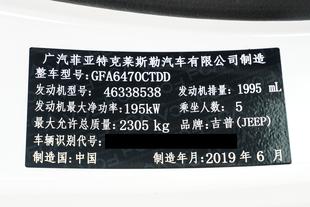 广汽菲亚特克莱斯勒汽车有限公司制造
整车型号:GFA6470CTDD
发动机型号:46338538 发动机排量:1995 mL
发动机最大净功率:195kW 乘坐人数:5
最大允许总质量:2305 kg 品牌:吉普(JEEP)
车辆识别代号:
制造国:中国 制造年月:2019 年 6 月